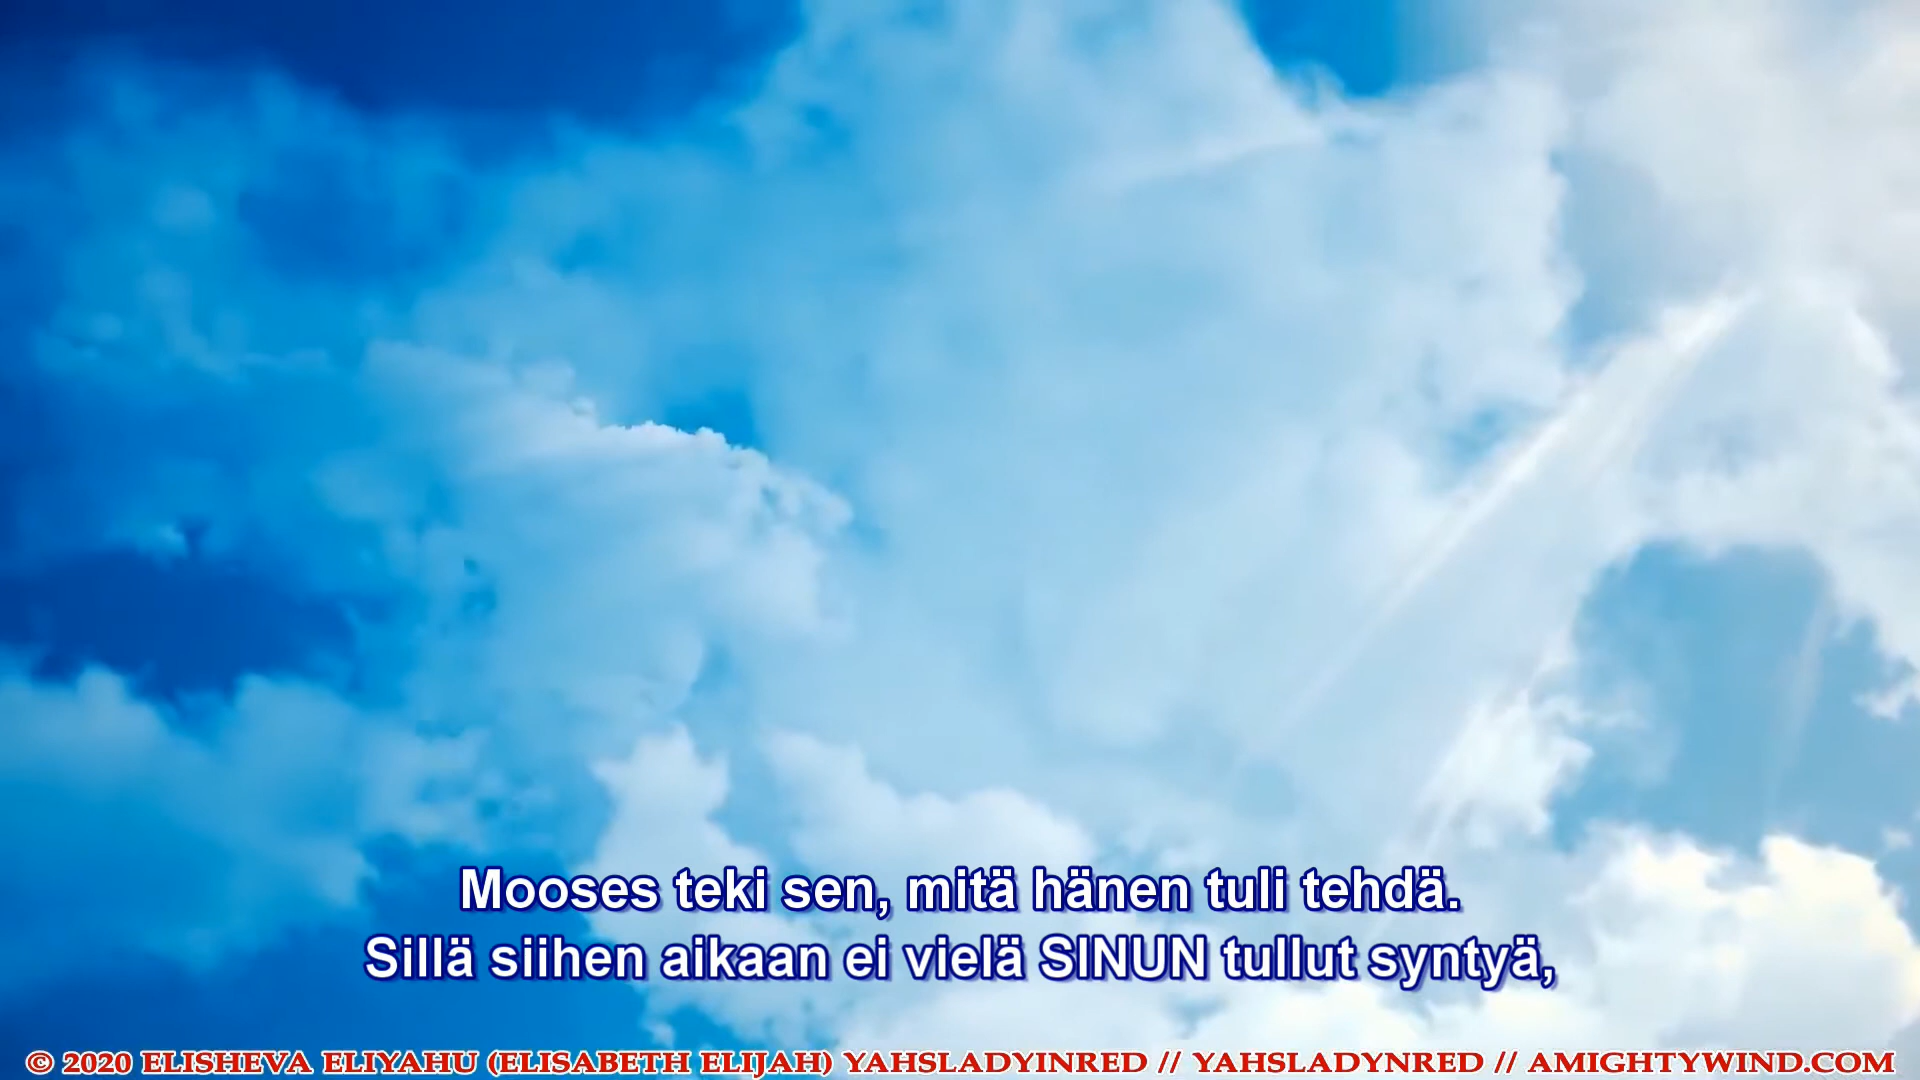 Mooses teki sen, mitä hänen tuli tehdä.
Sillä siihen aikaan ei vielä SINUN tullut syntyä,
© 2020 ELISHEVA ELIYAHU (ELISABETH ELIJAH) YAHSLADYINRED // YAHSLADYNRED // AMIGHTYWIND.COM